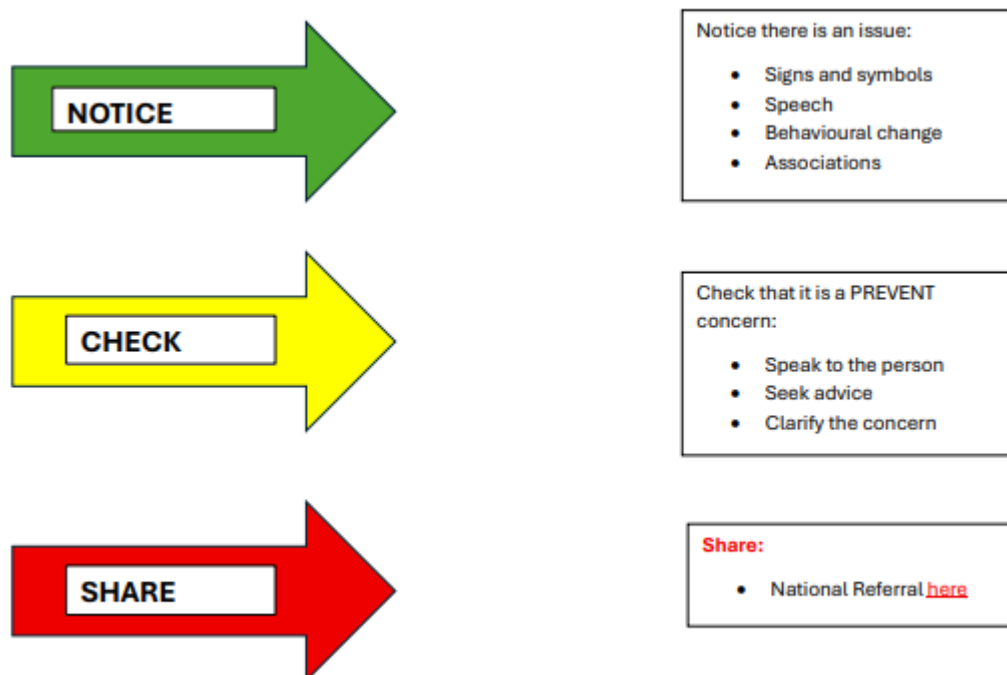 NOTICE
Notice there is an issue:
• Signs and symbols
• Speech
• Behavioural change
• Associations
CHECK
Check that it is a PREVENT
concern:
• Speak to the person
• Seek advice
• Clarify the concern
SHARE
Share:
• National Referral here